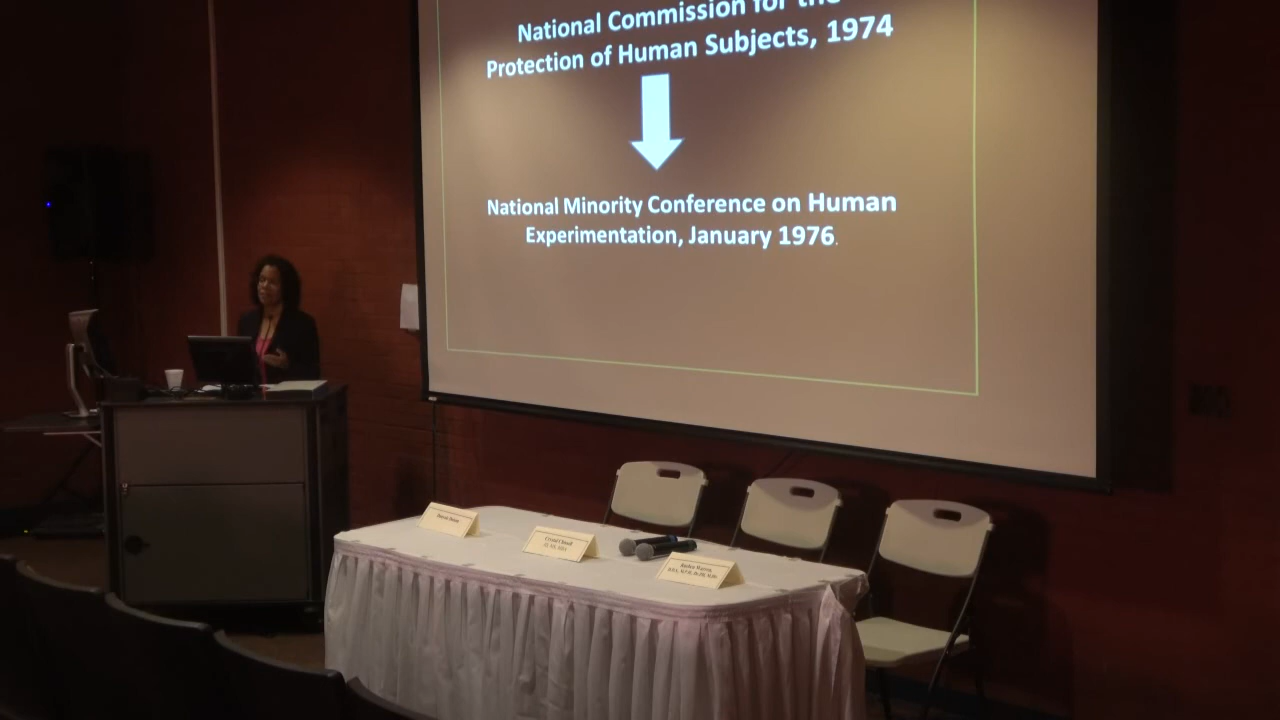 National Commission for the
Protection of Human Subjects, 1974
National Minority Conference on Human
Experimentation, January 1976.